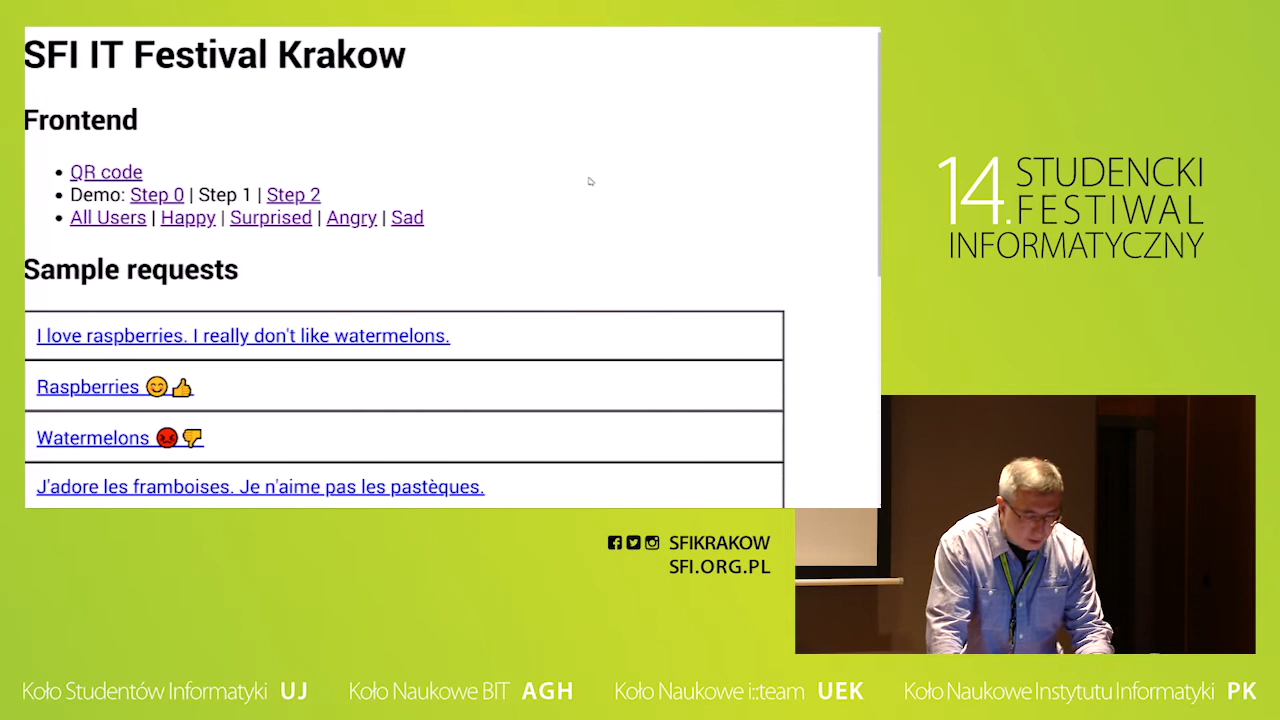 SFI IT Festival Krakow
Frontend
QR code
Demo: Step 0 | Step 1 | Step 2
All Users | Happy | Surprised | Angry | Sad
Sample requests
I love raspberries. I really don't like watermelons.
Raspberries 😊👍
Watermelons 😡👎
J'adore les framboises. Je n'aime pas les pastèques.
14. STUDENCKI
FESTIWAL
INFORMATYCZNY
SFIKRAKOW
SFI.ORG.PL
Koło Studentów Informatyki UJ
Koło Naukowe BIT AGH
Koło Naukowe i::team UEK
Koło Naukowe Instytutu Informatyki PK